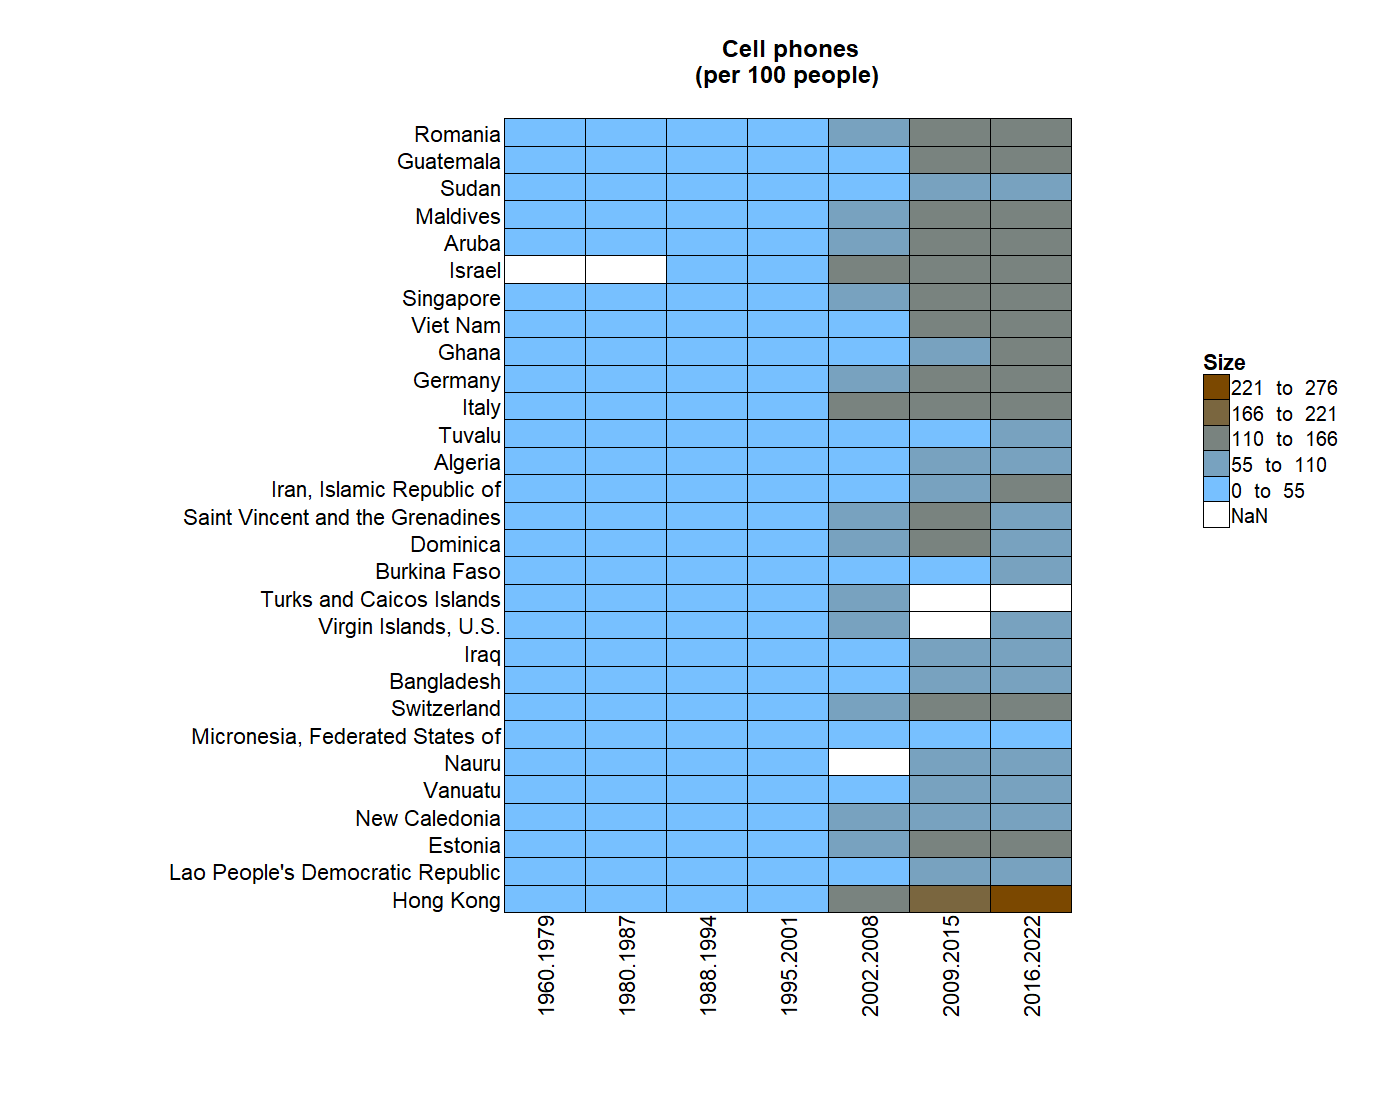 Cell phones
(per 100 people)
Romania
Guatemala
Sudan
Maldives
Aruba
Israel
Singapore
Viet Nam
Ghana
Germany
Italy
Tuvalu
Algeria
Iran, Islamic Republic of
Saint Vincent and the Grenadines
Dominica
Burkina Faso
Turks and Caicos Islands
Virgin Islands, U.S.
Iraq
Bangladesh
Switzerland
Micronesia, Federated States of
Nauru
Vanuatu
New Caledonia
Estonia
Lao People's Democratic Republic
Hong Kong
1960.1979
1980.1987
1988.1994
1995.2001
2002.2008
2009.2015
2016.2022
Size
221 to 276
166 to 221
110 to 166
55 to 110
0 to 55
NaN